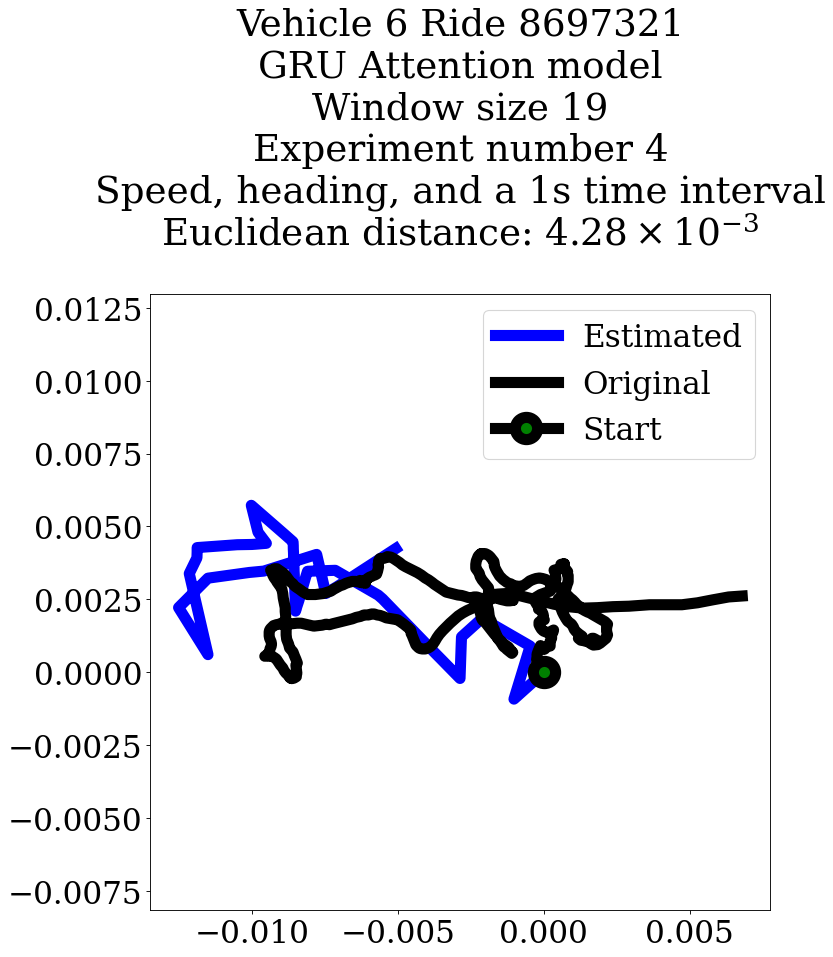 Vehicle 6 Ride 8697321
GRU Attention model
Window size 19
Experiment number 4
Speed, heading, and a 1s time interval
Euclidean distance: 4.28 × 10⁻³
Estimated
Original
Start
0.0125
0.0100
0.0075
0.0050
0.0025
0.0000
−0.0025
−0.0050
−0.0075
−0.010 −0.005 0.000 0.005